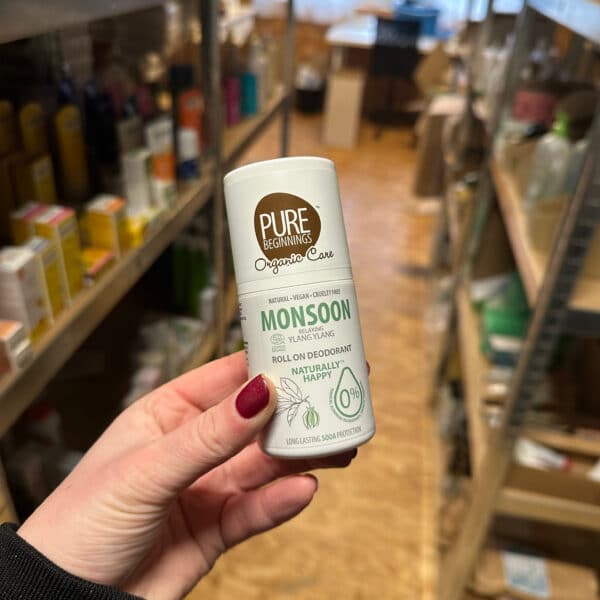 PURE
BEGINNINGS
Organic Care
NATURAL • VEGAN • CRUELTY FREE
MONSOON
RELAXING
YLANG YLANG
ROLL ON DEODORANT
NATURALLY
HAPPY
0%
LONG LASTING SODA PROTECTION